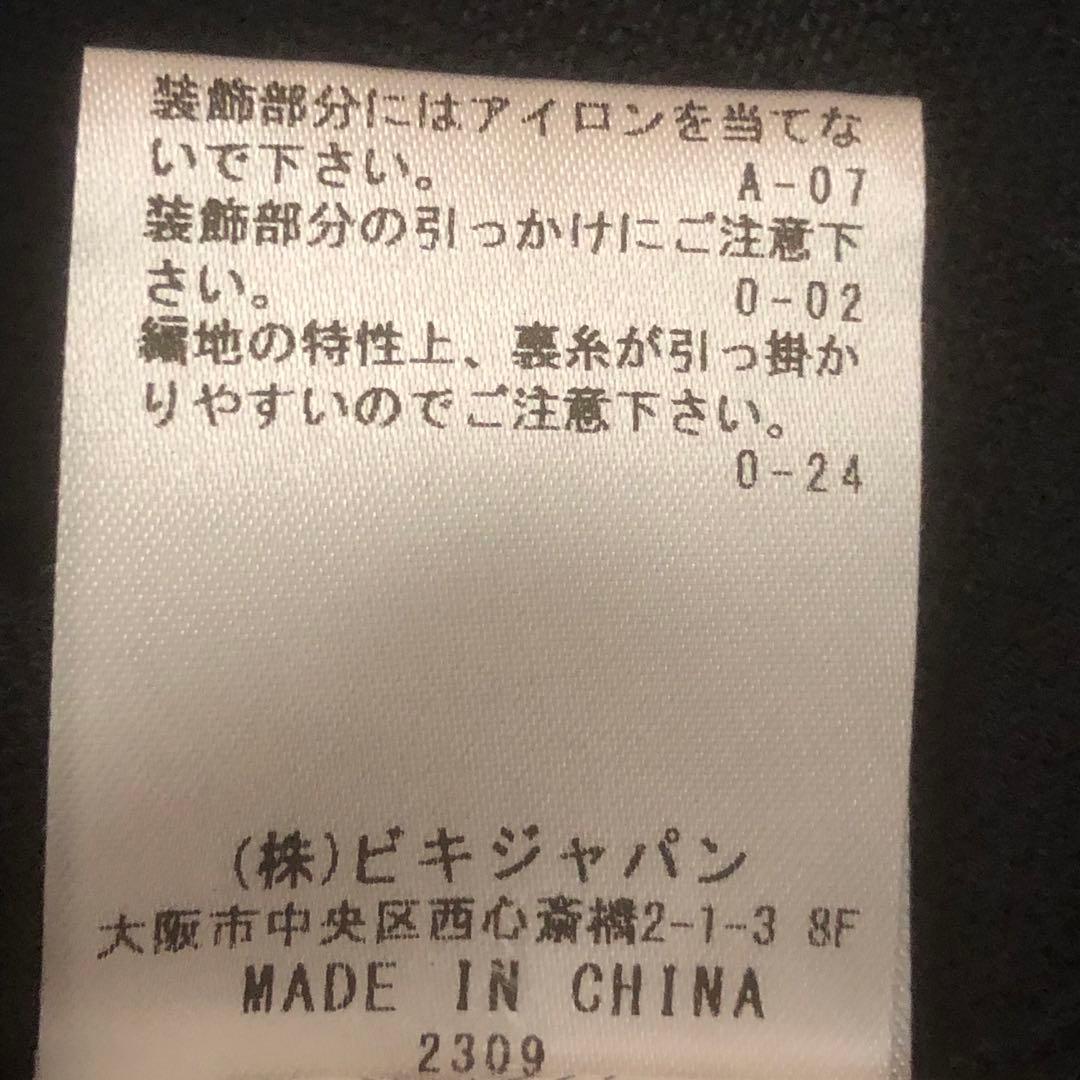 装飾部分にはアイロンを当てな
いで下さい。
A-07
装飾部分の引っかけにご注意下
さい。
0-02
編地の特性上、裏糸が引っ掛か
りやすいのでご注意下さい。
0-24
(株)ビキジャパン
大阪市中央区西心斎橋2-1-3 8F
MADE IN CHINA
2309